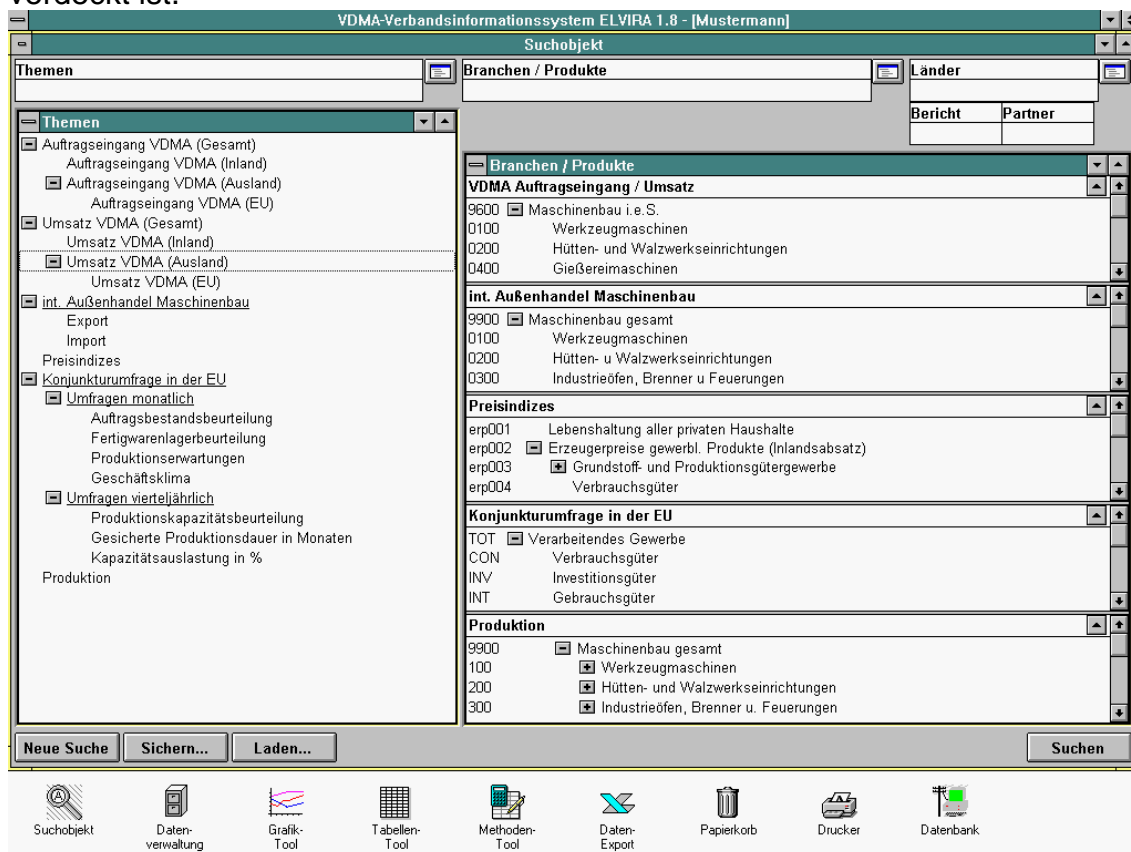 verdeckt ist.
VDMA-Verbandsinformationssystem ELVIRA 1.8 - [Mustermann]
Suchobjekt
Themen
Branchen / Produkte
Länder
Bericht Partner
Themen
Auftragseingang VDMA (Gesamt)
Auftragseingang VDMA (Inland)
Auftragseingang VDMA (Ausland)
Auftragseingang VDMA (EU)
Umsatz VDMA (Gesamt)
Umsatz VDMA (Inland)
Umsatz VDMA (Ausland)
Umsatz VDMA (EU)
int. Außenhandel Maschinenbau
Export
Import
Preisindizes
Konjunkturumfrage in der EU
Umfragen monatlich
Auftragsbestandsbeurteilung
Fertigwarenlagerbeurteilung
Produktionserwartungen
Geschäftsklima
Umfragen vierteljährlich
Produktionskapazitätsbeurteilung
Gesicherte Produktionsdauer in Monaten
Kapazitätsauslastung in %
Produktion
Branchen / Produkte
VDMA Auftragseingang / Umsatz
9600 Maschinenbau i.e.S.
0100 Werkzeugmaschinen
0200 Hütten- und Walzwerkseinrichtungen
0400 Gießereimaschinen
int. Außenhandel Maschinenbau
9900 Maschinenbau gesamt
0100 Werkzeugmaschinen
0200 Hütten- u Walzwerkseinrichtungen
0300 Industrieöfen, Brenner u Feuerungen
Preisindizes
erp001 Lebenshaltung aller privaten Haushalte
erp002 Erzeugerpreise gewerbl. Produkte (Inlandsabsatz)
erp003 Grundstoff- und Produktionsgütergewerbe
erp004 Verbrauchsgüter
Konjunkturumfrage in der EU
TOT Verarbeitendes Gewerbe
CON Verbrauchsgüter
INV Investitionsgüter
INT Gebrauchsgüter
Produktion
9900 Maschinenbau gesamt
100 Werkzeugmaschinen
200 Hütten- und Walzwerkseinrichtungen
300 Industrieöfen, Brenner u. Feuerungen
Neue Suche Sichern... Laden... Suchen
Suchobjekt
Daten-
verwaltung
Grafik-
Tool
Tabellen-
Tool
Methoden-
Tool
Daten-
Export
Papierkorb
Drucker
Datenbank